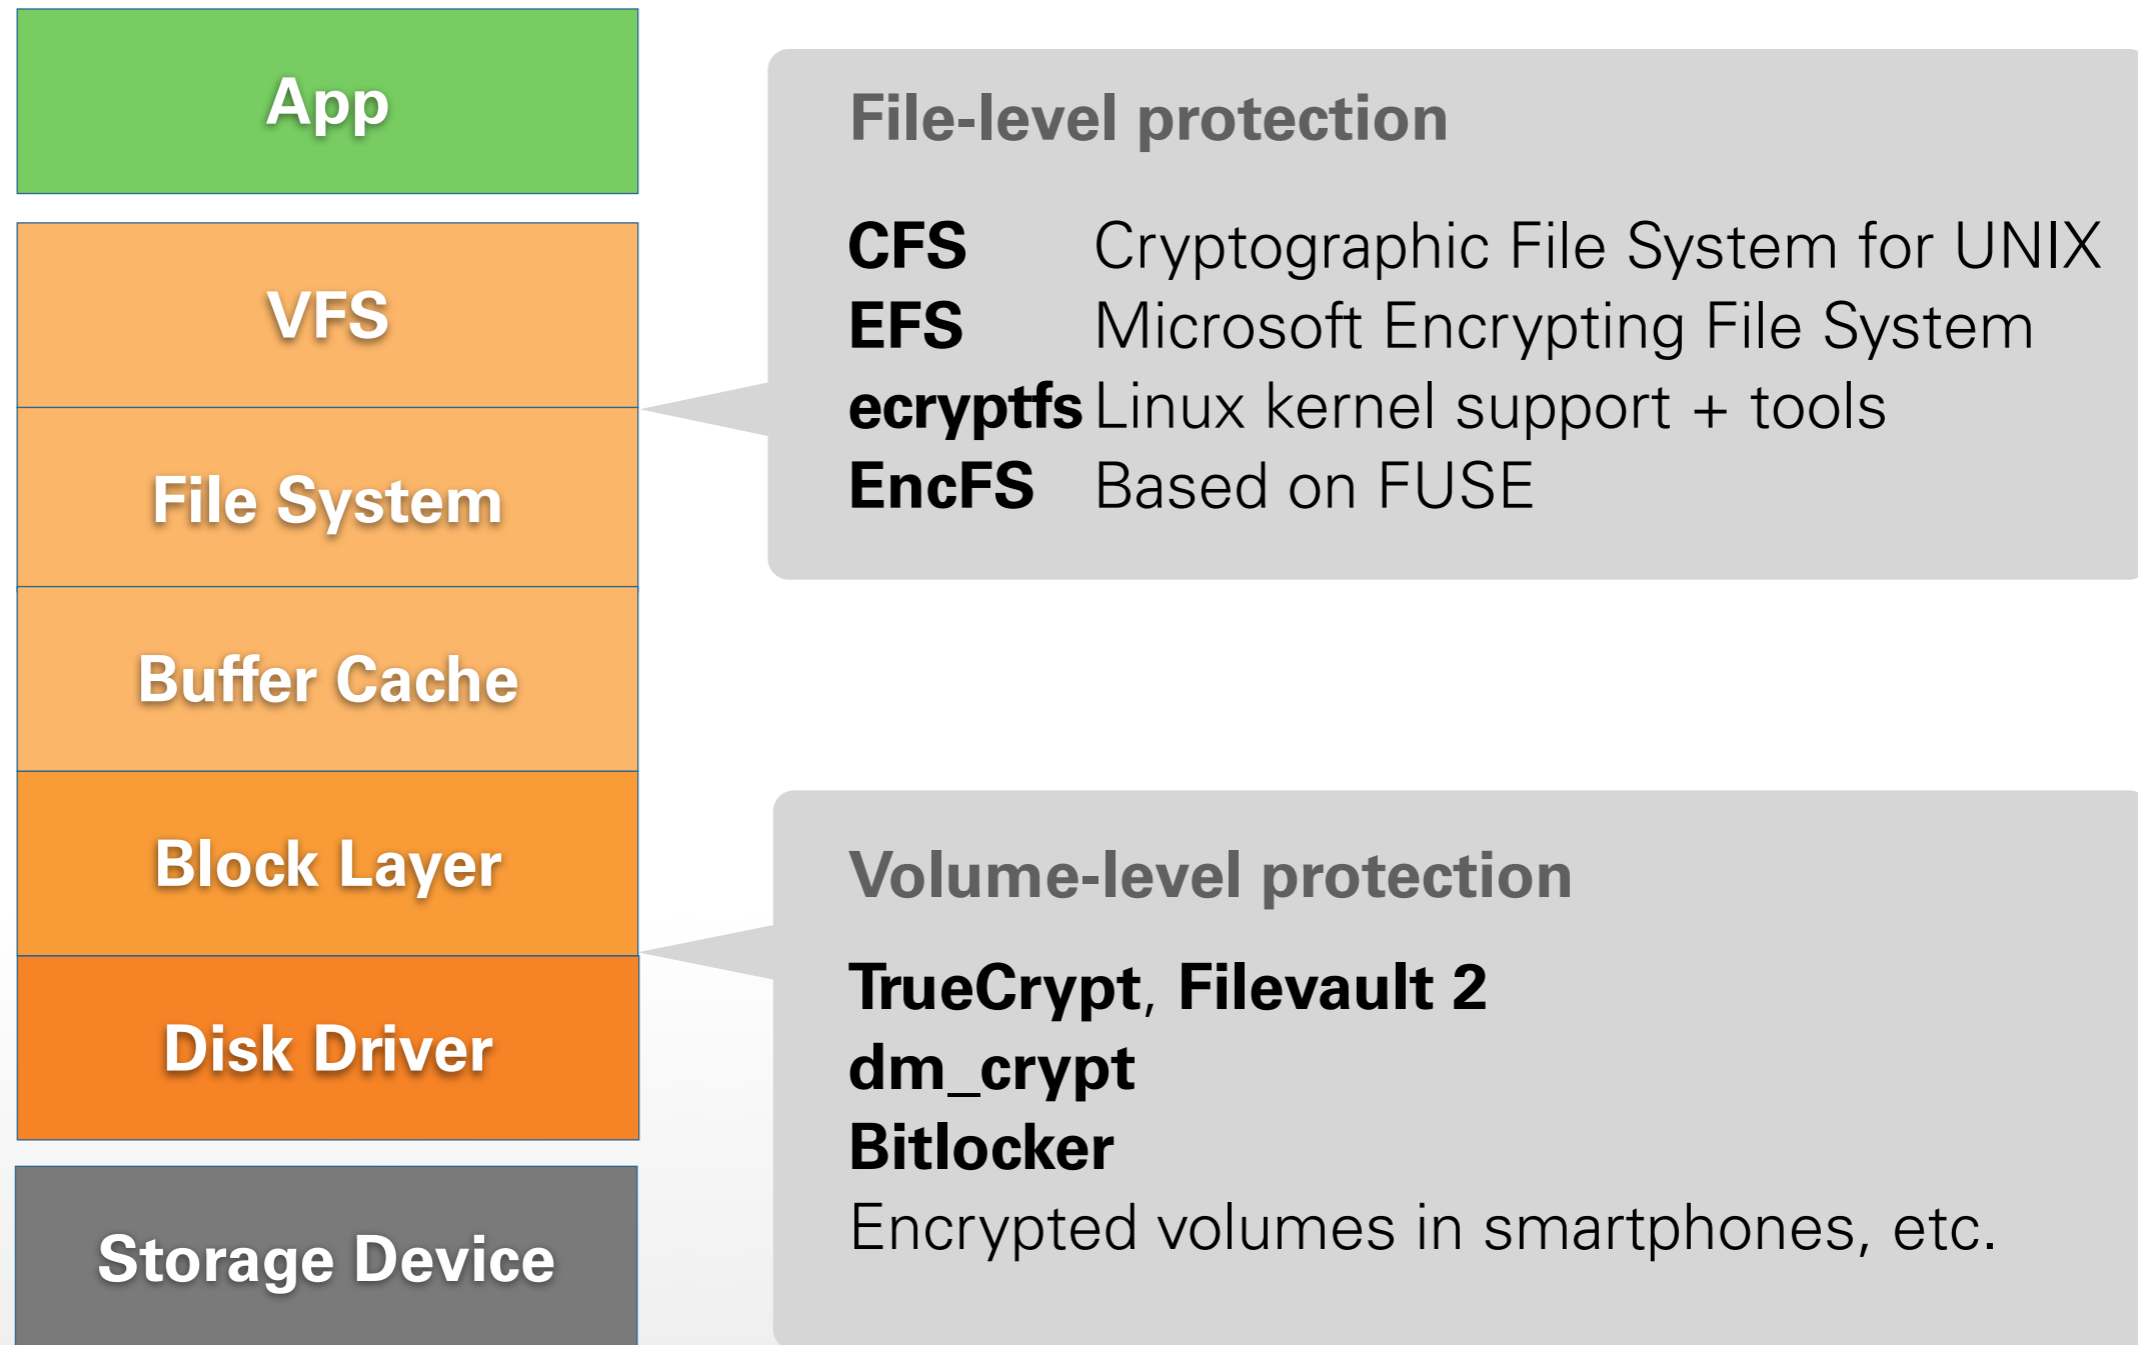 App
VFS
File System
Buffer Cache
Block Layer
Disk Driver
Storage Device
File-level protection
CFS Cryptographic File System for UNIX
EFS Microsoft Encrypting File System
ecryptfs Linux kernel support + tools
EncFS Based on FUSE
Volume-level protection
TrueCrypt, Filevault 2
dm_crypt
Bitlocker
Encrypted volumes in smartphones, etc.